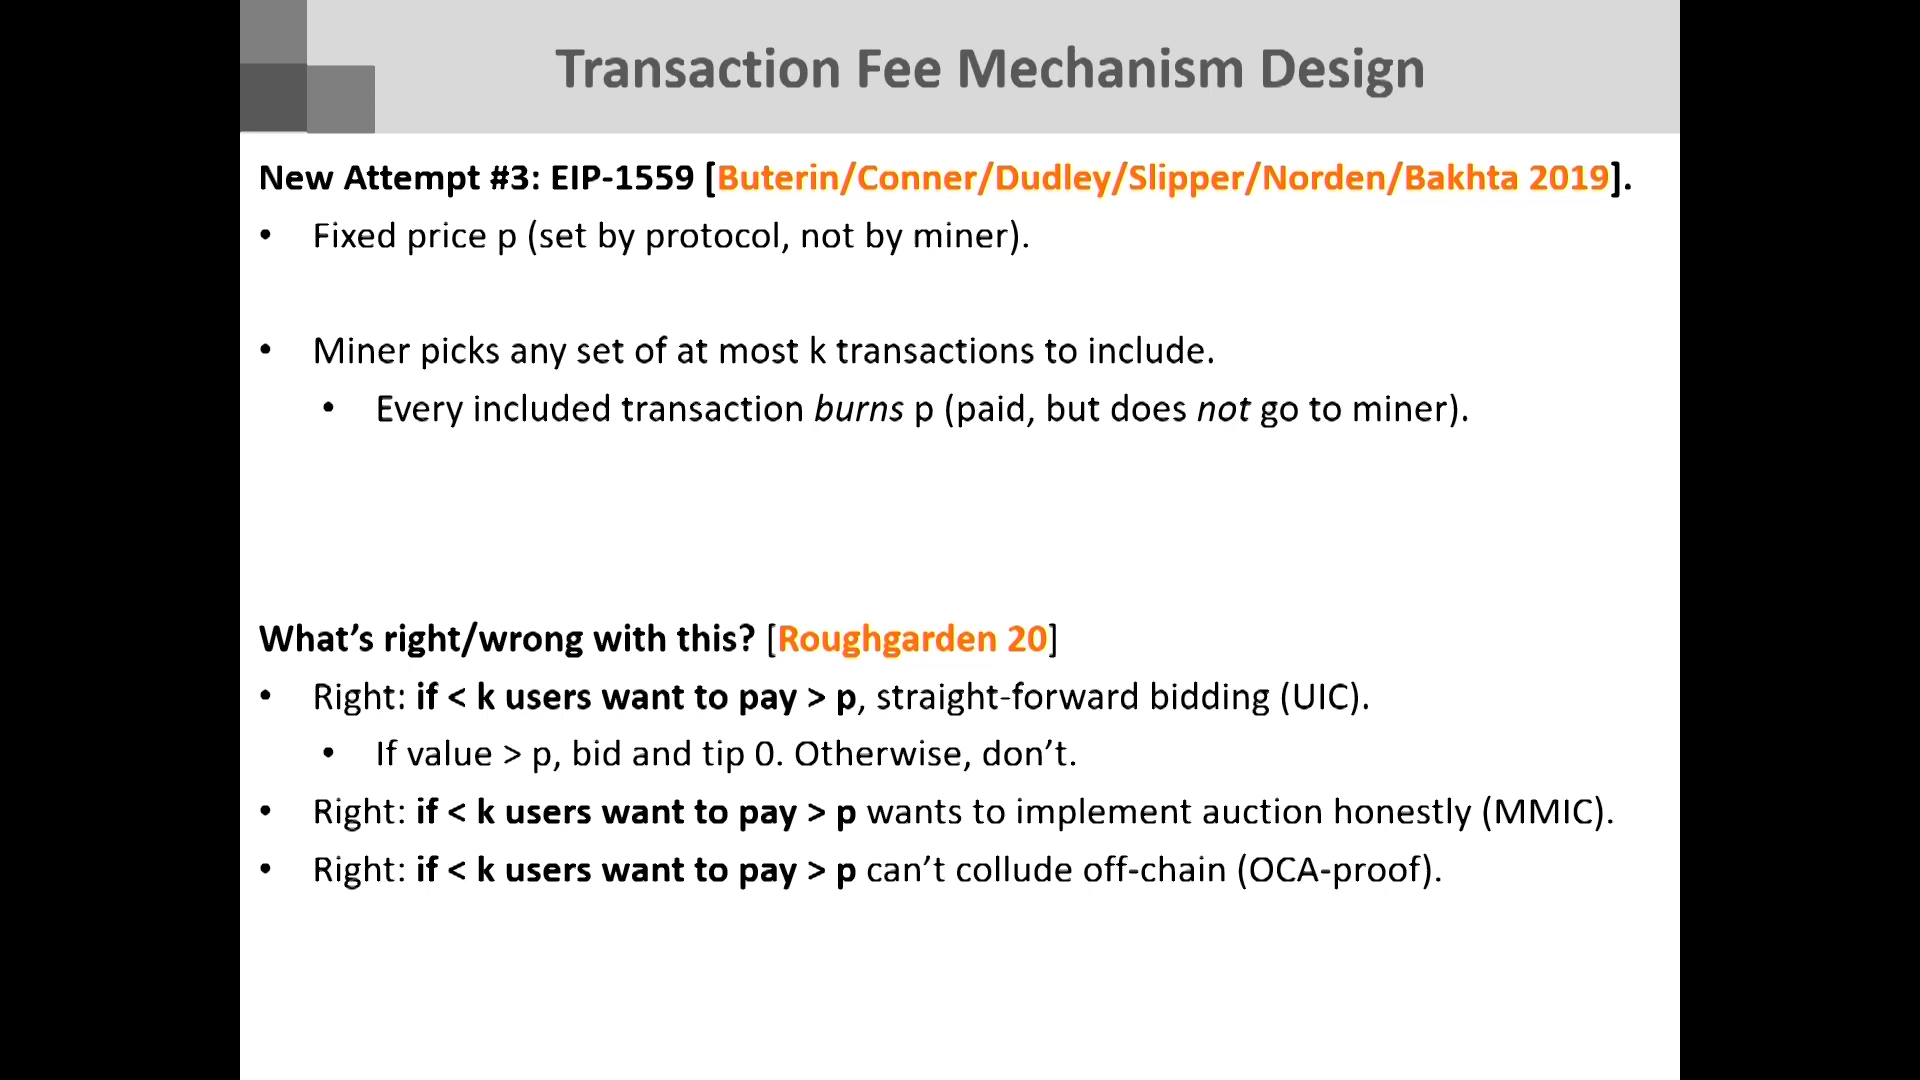 Transaction Fee Mechanism Design
New Attempt #3: EIP-1559 [Buterin/Conner/Dudley/Slipper/Norden/Bakhta 2019].
• Fixed price p (set by protocol, not by miner).
• Miner picks any set of at most k transactions to include.
• Every included transaction burns p (paid, but does not go to miner).
What’s right/wrong with this? [Roughgarden 20]
• Right: if < k users want to pay > p, straight-forward bidding (UIC).
• If value > p, bid and tip 0. Otherwise, don’t.
• Right: if < k users want to pay > p wants to implement auction honestly (MMIC).
• Right: if < k users want to pay > p can’t collude off-chain (OCA-proof).